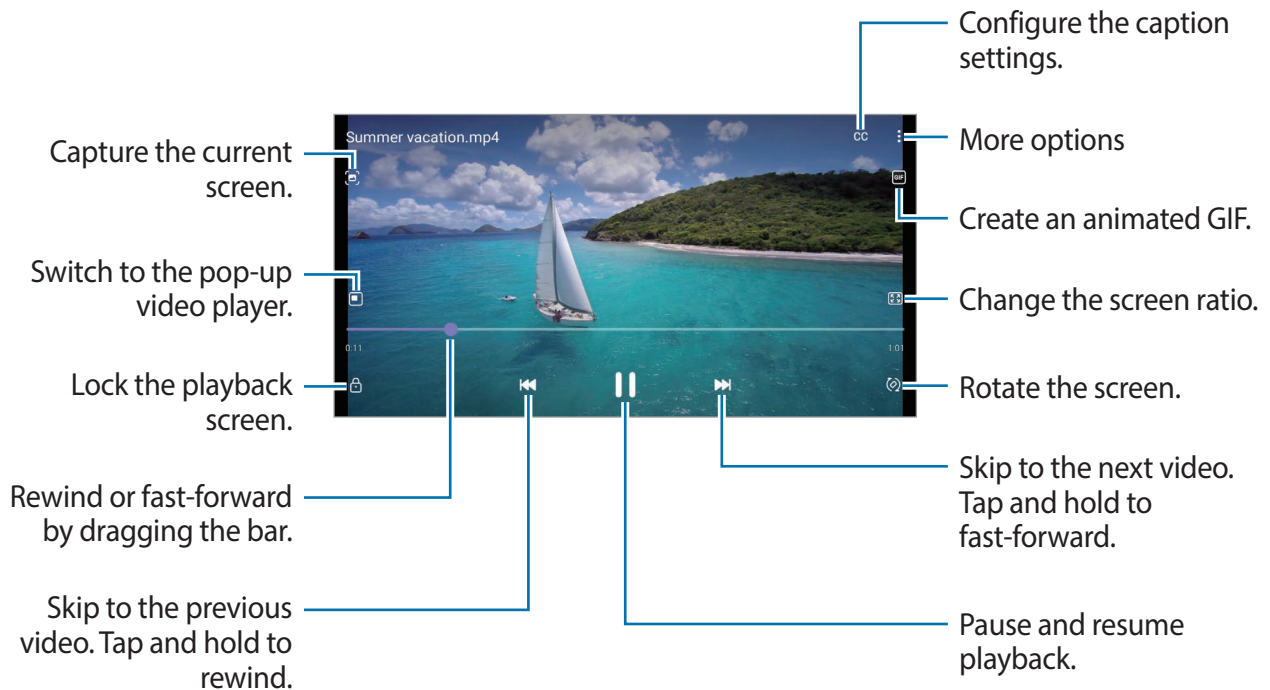 Configure the caption
settings.
Summer vacation.mp4
CC
Capture the current
screen.
More options
GIF
Create an animated GIF.
Switch to the pop-up
video player.
Change the screen ratio.
0:11
1:01
Lock the playback
screen.
Rotate the screen.
Skip to the next video.
Tap and hold to
fast-forward.
Rewind or fast-forward
by dragging the bar.
Skip to the previous
video. Tap and hold to
rewind.
Pause and resume
playback.